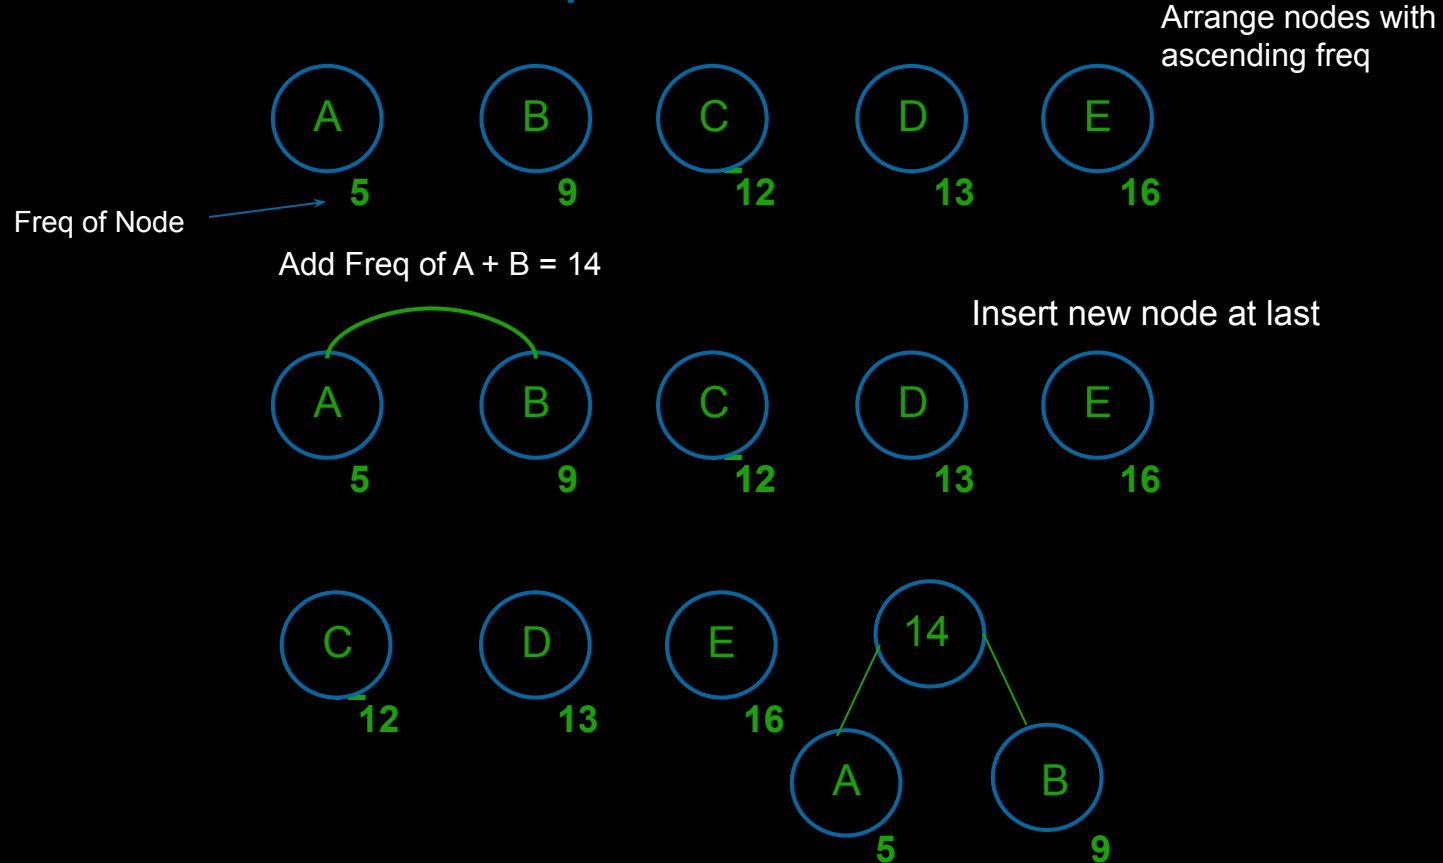 Arrange nodes with
ascending freq
A B C D E
5 9 12 13 16
Freq of Node
Add Freq of A + B = 14
Insert new node at last
A B C D E
5 9 12 13 16
C D E 14
12 13 16
A B
5 9